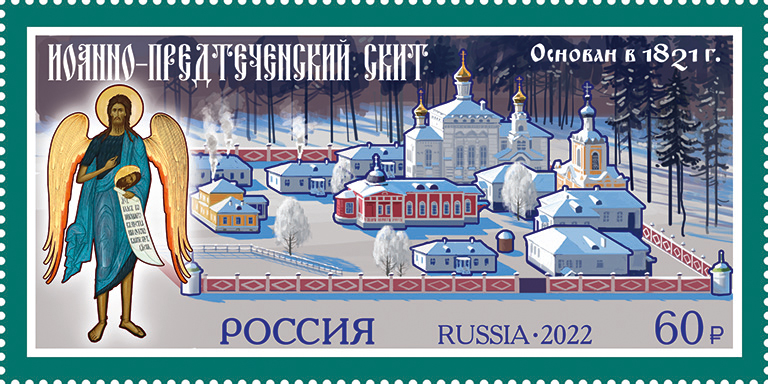 ИОАННО-ПРЕДТЕЧЕНСКИЙ СКИТ
Основан в 1821 г.
РОССИЯ
RUSSIA•2022
60₽